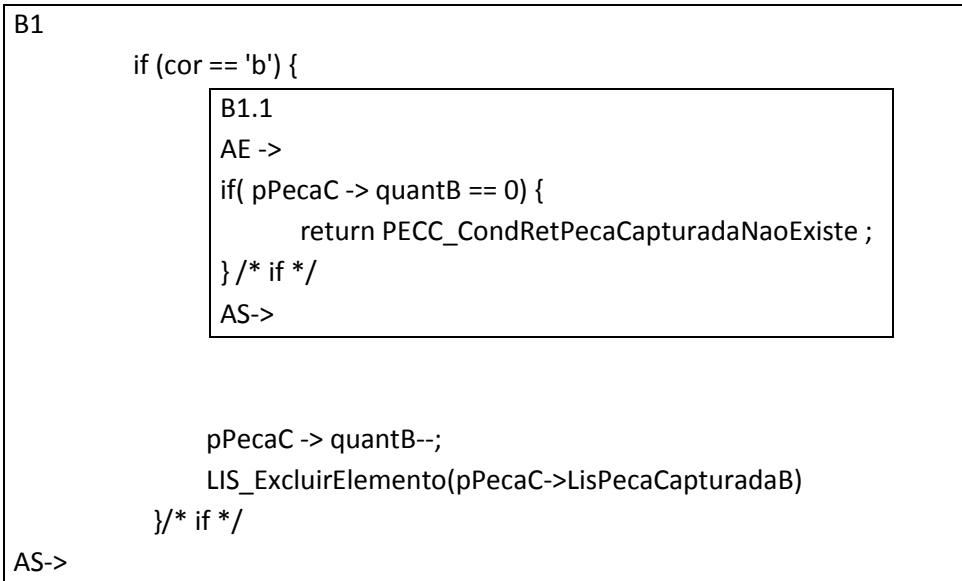 B1
if (cor == 'b') {
B1.1
AE ->
if( pPecaC -> quantB == 0) {
return PECC_CondRetPecaCapturadaNaoExiste ;
} /* if */
AS->
pPecaC -> quantB--;
LIS_ExcluirElemento(pPecaC->LisPecaCapturadaB)
}/* if */
AS->